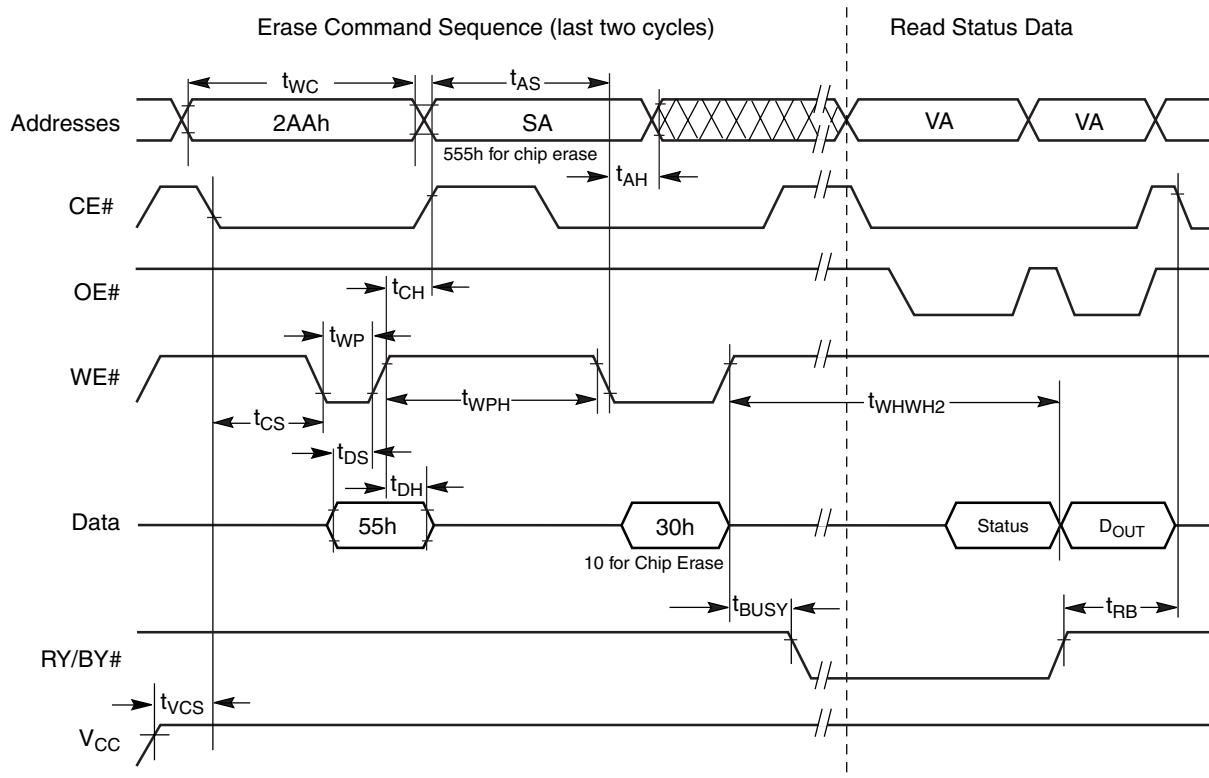 Erase Command Sequence (last two cycles)
Read Status Data
tWC
tAS
Addresses
2AAh
SA
VA
VA
555h for chip erase
tAH
CE#
OE#
tCH
tWP
WE#
tWPH
tWHWH2
tCS
tDS
tDH
Data
55h
30h
Status
DOUT
10 for Chip Erase
tBUSY
tRB
RY/BY#
tVCS
VCC